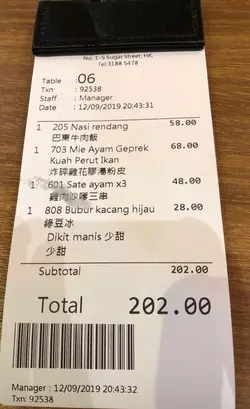 No. 1-5 Sugar Street, HK
Tel:3188 5478
Table : 06
Txn : 92538
Staff : Manager
Date : 12/09/2019 20:43:31
1 205 Nasi rendang 58.00
巴東牛肉飯
1 703 Mie Ayam Geprek 68.00
Kuah Perut Ikan
炸碎雞花膠湯粉皮
1 601 Sate ayam x3 48.00
雞肉沙嗲三串
1 808 Bubur kacang hijau 28.00
綠豆冰
Dikit manis 少甜
少甜
Subtotal 202.00
Total 202.00
Manager : 12/09/2019 20:43:32
Txn: 92538